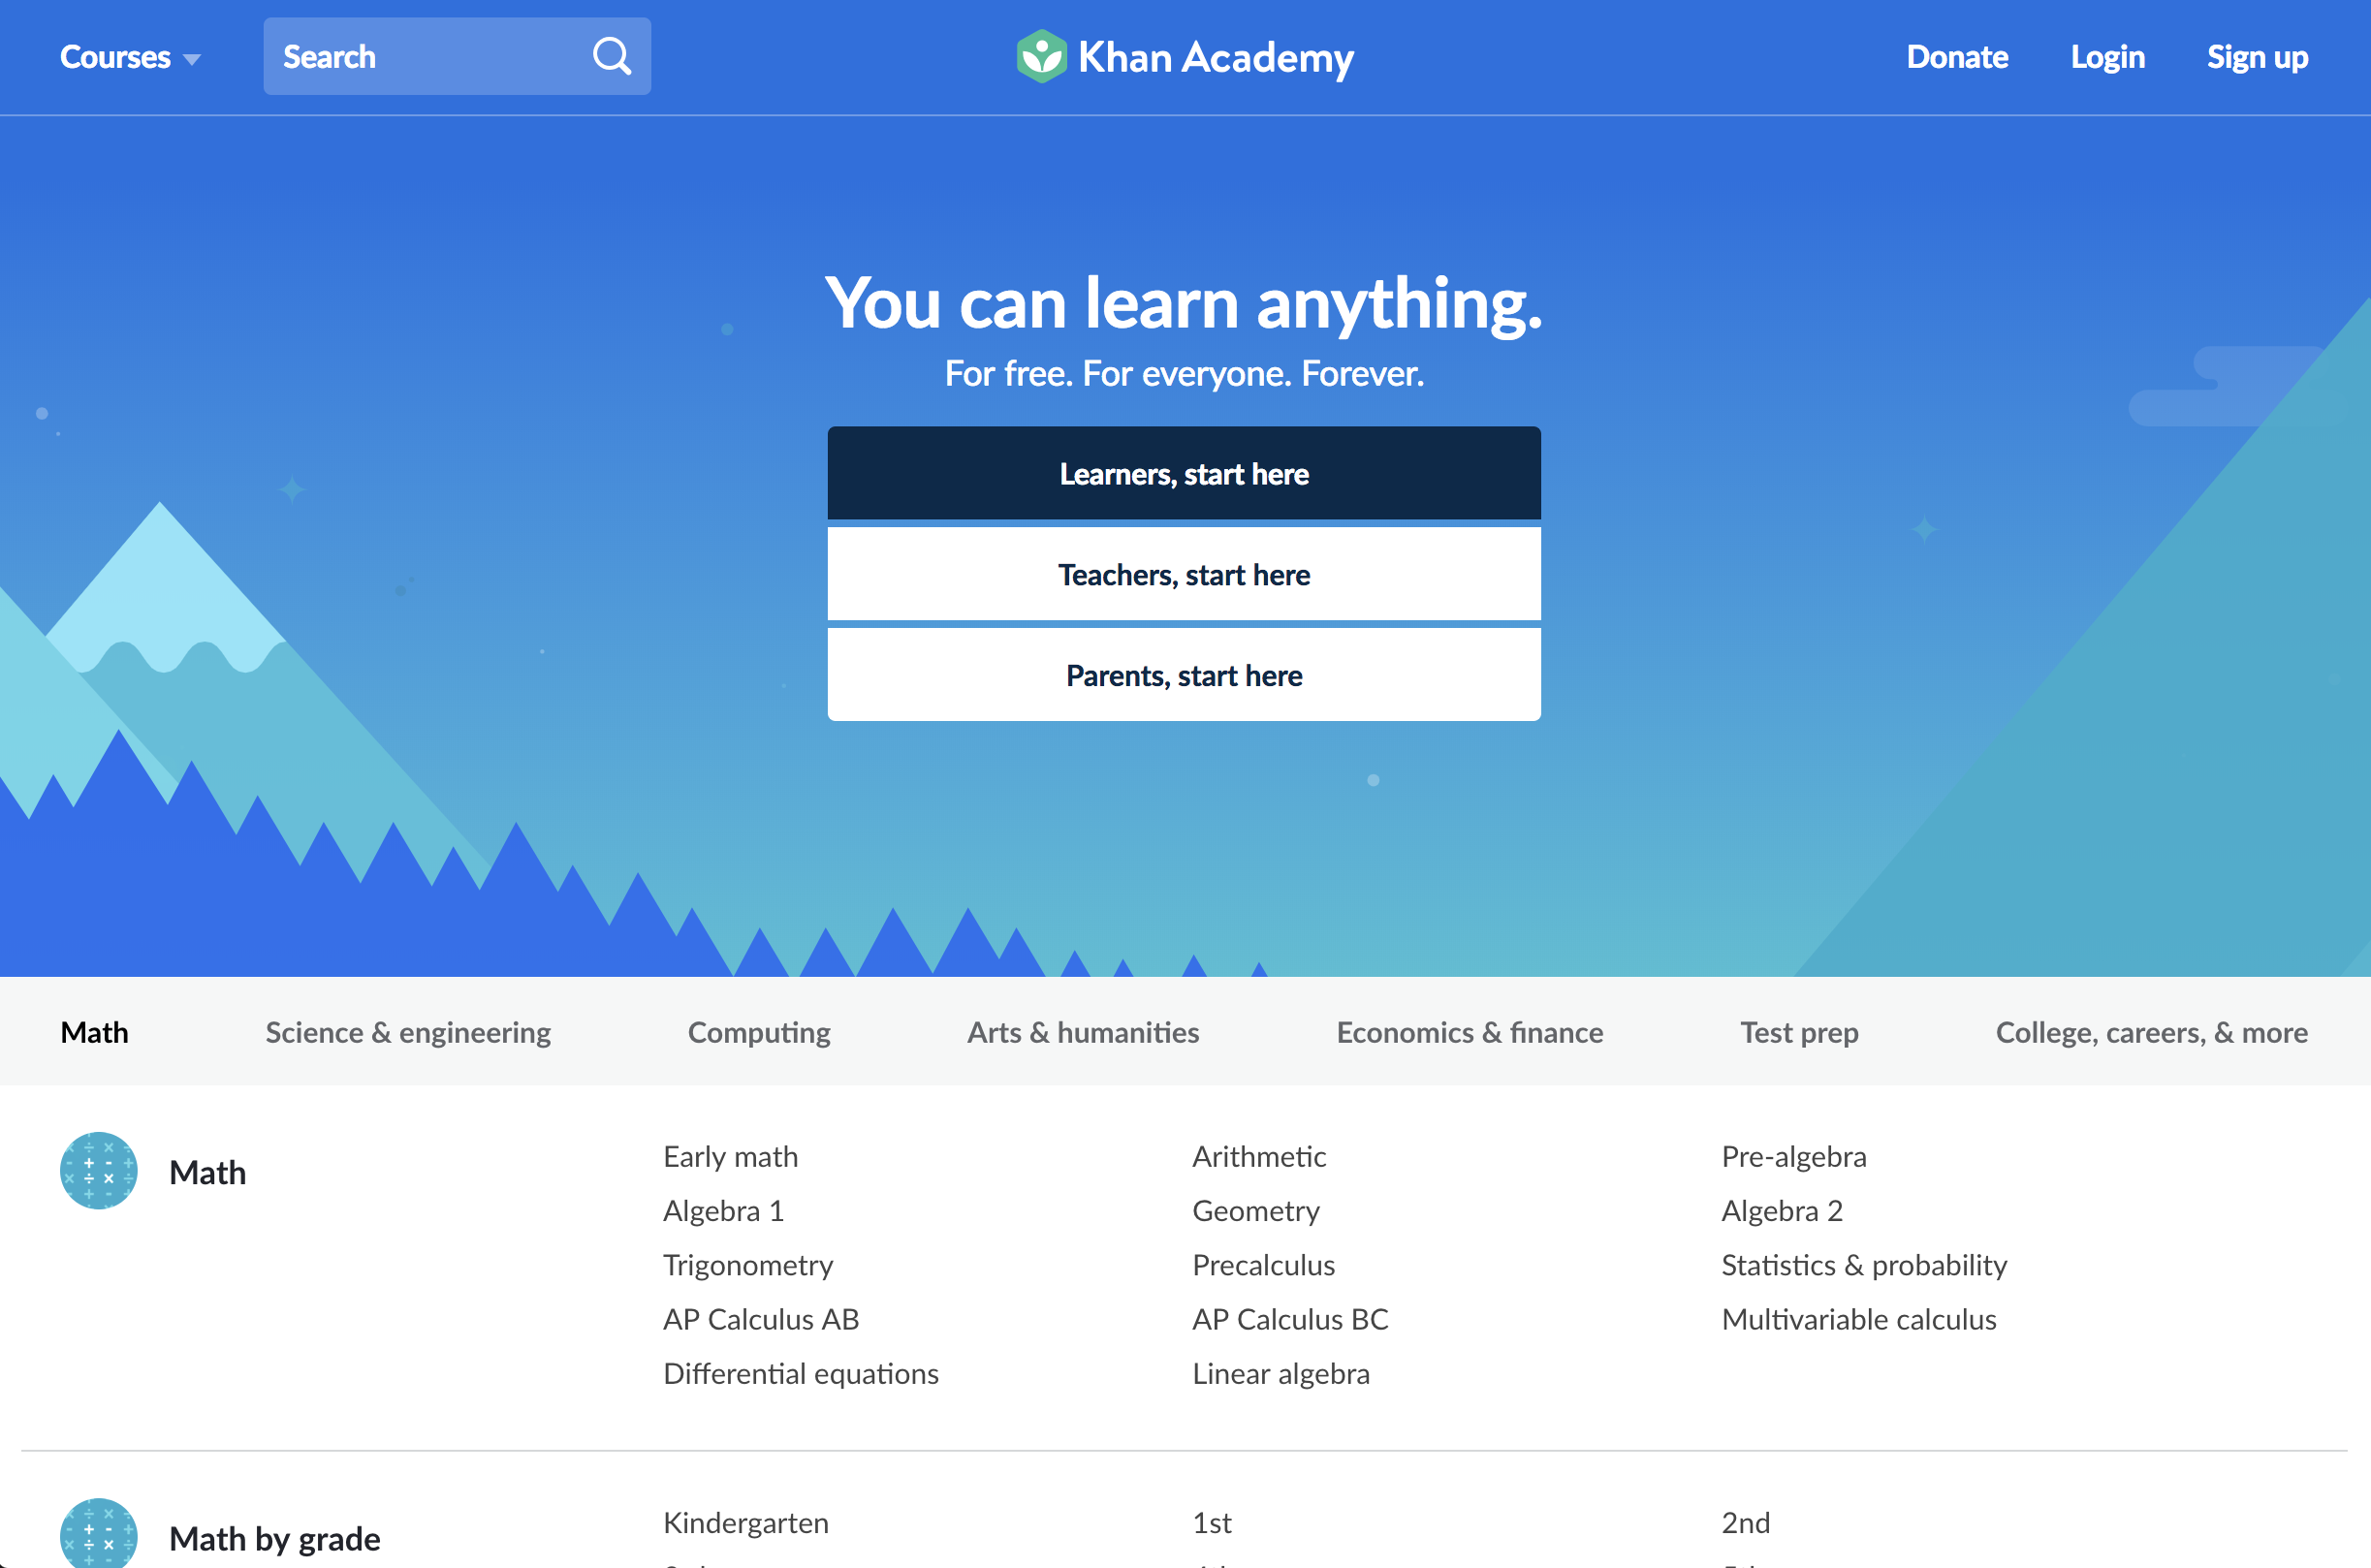 Courses Search Khan Academy Donate Login Sign up
You can learn anything.
For free. For everyone. Forever.
Learners, start here
Teachers, start here
Parents, start here
Math Science & engineering Computing Arts & humanities Economics & finance Test prep College, careers, & more
Math
Early math Arithmetic Pre-algebra
Algebra 1 Geometry Algebra 2
Trigonometry Precalculus Statistics & probability
AP Calculus AB AP Calculus BC Multivariable calculus
Differential equations Linear algebra
Math by grade
Kindergarten 1st 2nd